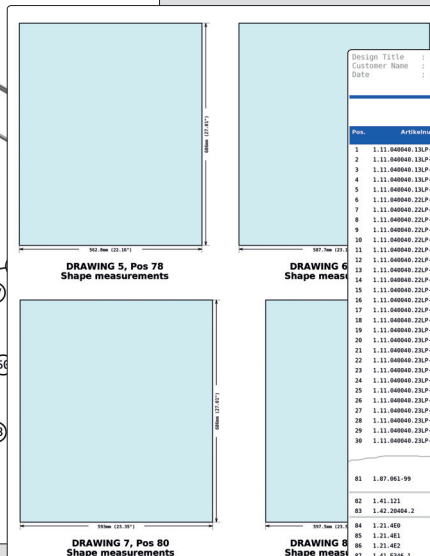 686mm (27.01")
562.8mm (22.16")
DRAWING 5, Pos 78
Shape measurements
587.7mm (23.1
DRAWING 6
Shape measu
686mm (27.01")
593mm (23.35")
DRAWING 7, Pos 80
Shape measurements
597.5mm (23.5
DRAWING 8
Shape measu
Design Title :
Customer Name :
Date :
Pos. Artikelnu
1 1.11.040040.13LP-
2 1.11.040040.13LP-
3 1.11.040040.13LP-
4 1.11.040040.13LP-
5 1.11.040040.13LP-
6 1.11.040040.22LP-
7 1.11.040040.22LP-
8 1.11.040040.22LP-
9 1.11.040040.22LP-
10 1.11.040040.22LP-
11 1.11.040040.22LP-
12 1.11.040040.22LP-
13 1.11.040040.22LP-
14 1.11.040040.22LP-
15 1.11.040040.22LP-
16 1.11.040040.22LP-
17 1.11.040040.22LP-
18 1.11.040040.22LP-
19 1.11.040040.23LP-
20 1.11.040040.23LP-
21 1.11.040040.23LP-
22 1.11.040040.23LP-
23 1.11.040040.23LP-
24 1.11.040040.23LP-
25 1.11.040040.23LP-
26 1.11.040040.23LP-
27 1.11.040040.23LP-
28 1.11.040040.23LP-
29 1.11.040040.23LP-
30 1.11.040040.23LP-
81 1.87.061-99
82 1.41.121
83 1.42.20404.2
84 1.21.4E0
85 1.21.4E1
86 1.21.4E2